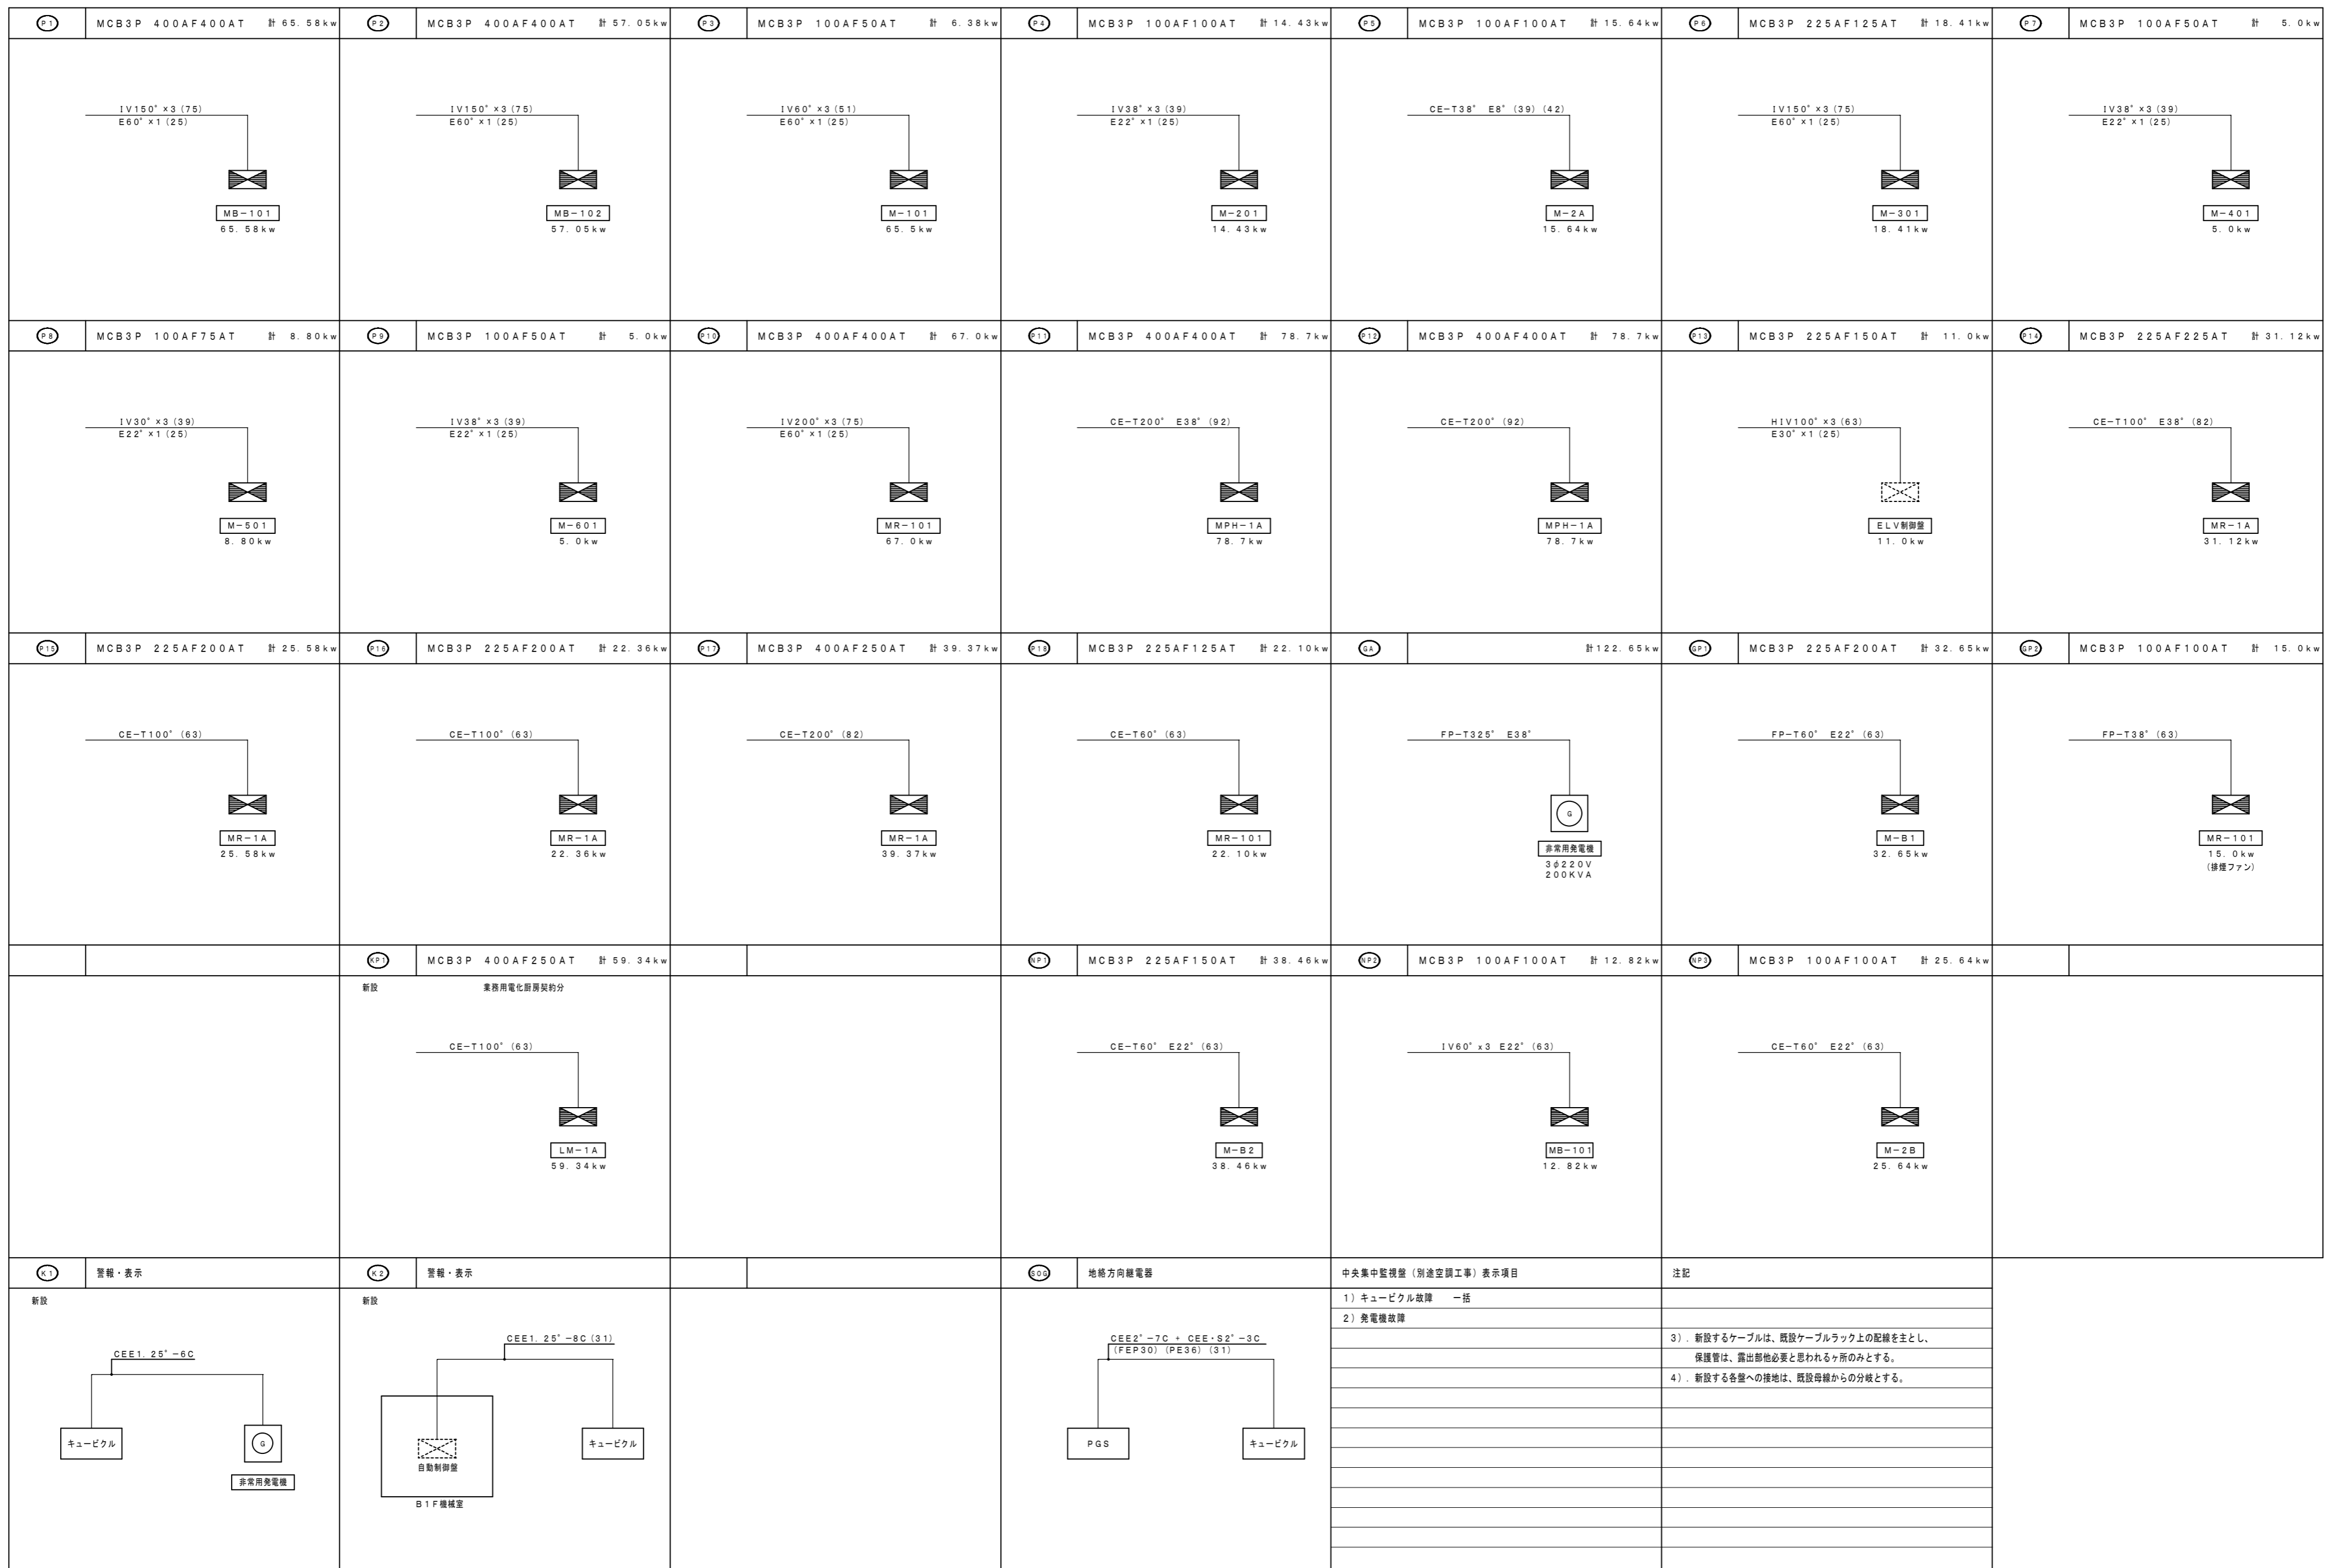 P1 MCB3P 400AF400AT 計 65.58kw
IV150°×3(75)
E60°×1(25)
MB-101
65.58kw
P2 MCB3P 400AF400AT 計 57.05kw
IV150°×3(75)
E60°×1(25)
MB-102
57.05kw
P3 MCB3P 100AF50AT 計 6.38kw
IV60°×3(51)
E60°×1(25)
M-101
65.5kw
P4 MCB3P 100AF100AT 計 14.43kw
IV38°×3(39)
E22°×1(25)
M-201
14.43kw
P5 MCB3P 100AF100AT 計 15.64kw
CE-T38° E8° (39)(42)
M-2A
15.64kw
P6 MCB3P 225AF125AT 計 18.41kw
IV150°×3(75)
E60°×1(25)
M-301
18.41kw
P7 MCB3P 100AF50AT 計 5.0kw
IV38°×3(39)
E22°×1(25)
M-401
5.0kw
P8 MCB3P 100AF75AT 計 8.80kw
IV30°×3(39)
E22°×1(25)
M-501
8.80kw
P9 MCB3P 100AF50AT 計 5.0kw
IV38°×3(39)
E22°×1(25)
M-601
5.0kw
P10 MCB3P 400AF400AT 計 67.0kw
IV200°×3(75)
E60°×1(25)
MR-101
67.0kw
P11 MCB3P 400AF400AT 計 78.7kw
CE-T200° E38°(92)
MPH-1A
78.7kw
P12 MCB3P 400AF400AT 計 78.7kw
CE-T200°(92)
MPH-1A
78.7kw
P13 MCB3P 225AF150AT 計 11.0kw
HIV100°×3(63)
E30°×1(25)
ELV制御盤
11.0kw
P14 MCB3P 225AF225AT 計 31.12kw
CE-T100° E38°(82)
MR-1A
31.12kw
P15 MCB3P 225AF200AT 計 25.58kw
CE-T100°(63)
MR-1A
25.58kw
P16 MCB3P 225AF200AT 計 22.36kw
CE-T100°(63)
MR-1A
22.36kw
P17 MCB3P 400AF250AT 計 39.37kw
CE-T200°(82)
MR-1A
39.37kw
P18 MCB3P 225AF125AT 計 22.10kw
CE-T60°(63)
MR-101
22.10kw
GA 計122.65kw
FP-T325° E38°
G
非常用発電機
3φ220V
200KVA
GP1 MCB3P 225AF200AT 計 32.65kw
FP-T60° E22°(63)
M-B1
32.65kw
GP2 MCB3P 100AF100AT 計 15.0kw
FP-T38°(63)
MR-101
15.0kw
(排煙ファン)
KP1 MCB3P 400AF250AT 計 59.34kw
新設 業務用電化厨房契約分
CE-T100°(63)
LM-1A
59.34kw
NP1 MCB3P 225AF150AT 計 38.46kw
CE-T60° E22°(63)
M-B2
38.46kw
NP2 MCB3P 100AF100AT 計 12.82kw
IV60°x3 E22°(63)
MB-101
12.82kw
NP3 MCB3P 100AF100AT 計 25.64kw
CE-T60° E22°(63)
M-2B
25.64kw
K1 警報・表示
新設
CEE1.25°-6C
キュービクル
G
非常用発電機
K2 警報・表示
新設
CEE1.25°-8C(31)
キュービクル
自動制御盤
B1F機械室
SOG 地絡方向継電器
CEE2°-7C + CEE・S2°-3C
(FEP30)(PE36)(31)
PGS
キュービクル
中央集中監視盤(別途空調工事)表示項目
1)キュービクル故障 一括
2)発電機故障
注記
3).新設するケーブルは、既設ケーブルラック上の配線を主とし、
保護管は、露出部他必要と思われるヶ所のみとする。
4).新設する各盤への接地は、既設母線からの分岐とする。